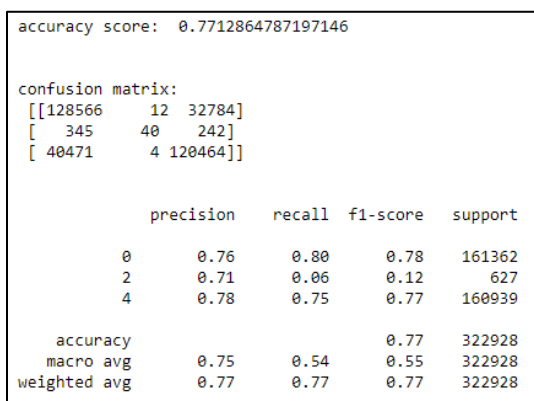 accuracy score:  0.7712864787197146
confusion matrix:
[[128566     12  32784]
[   345     40    242]
[ 40471      4 120464]]
precision    recall  f1-score   support
0       0.76      0.80      0.78    161362
2       0.71      0.06      0.12       627
4       0.78      0.75      0.77    160939
accuracy                           0.77    322928
macro avg       0.75      0.54      0.55    322928
weighted avg       0.77      0.77      0.77    322928